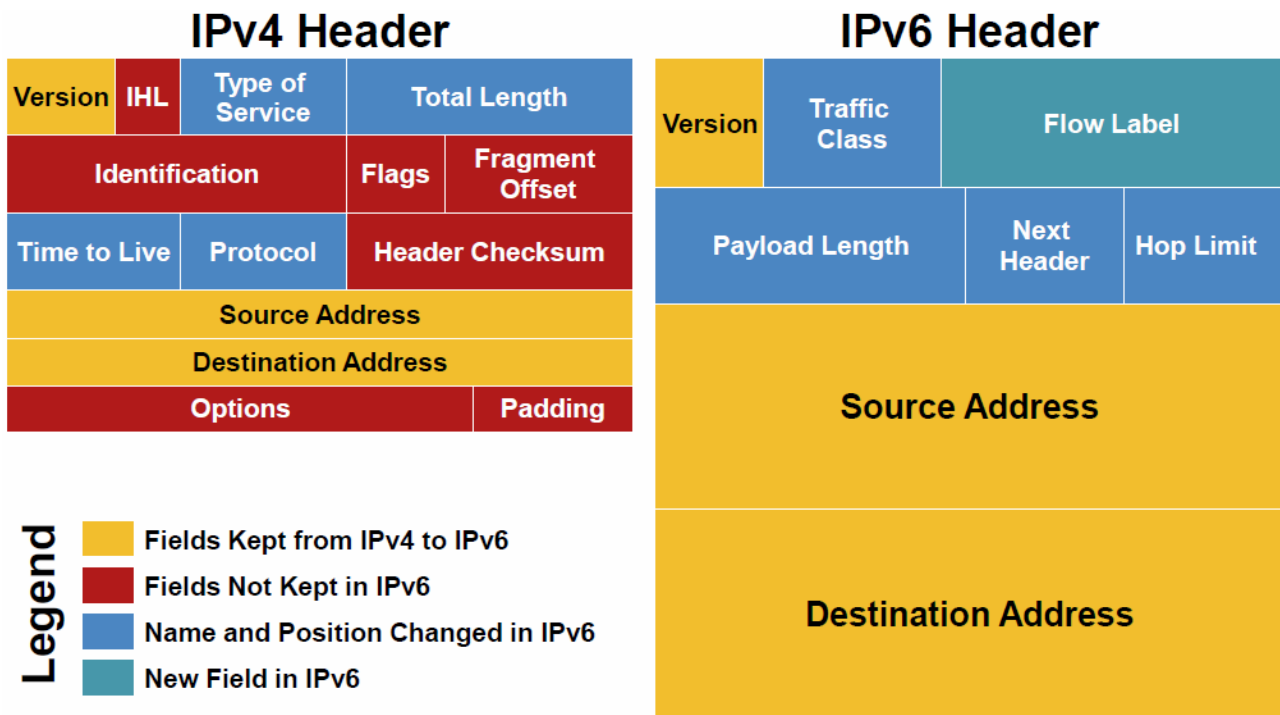 IPv4 Header
Version IHL Type of Service Total Length
Identification Flags Fragment Offset
Time to Live Protocol Header Checksum
Source Address
Destination Address
Options Padding
IPv6 Header
Version Traffic Class Flow Label
Payload Length Next Header Hop Limit
Source Address
Destination Address
Legend
Fields Kept from IPv4 to IPv6
Fields Not Kept in IPv6
Name and Position Changed in IPv6
New Field in IPv6